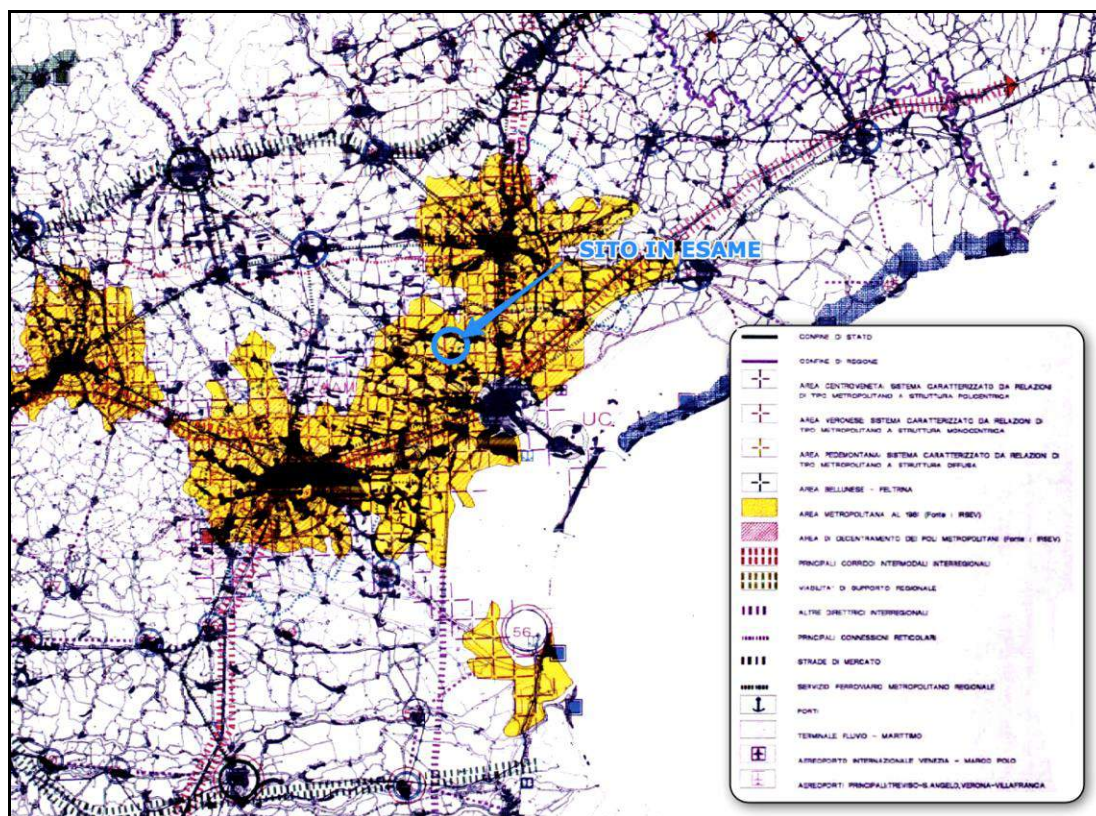 SITO IN ESAME
UC
56
CONFINE DI STATO
CONFINE DI REGIONE
AREA CENTROVENETA: SISTEMA CARATTERIZZATO DA RELAZIONI
DI TIPO METROPOLITANO A STRUTTURA POLICENTRICA
AREA VERONESE: SISTEMA CARATTERIZZATO DA RELAZIONI DI
TIPO METROPOLITANO A STRUTTURA MONOCENTRICA
AREA PEDEMONTANA: SISTEMA CARATTERIZZATO DA RELAZIONI DI
TIPO METROPOLITANO A STRUTTURA DIFFUSA
AREA BELLUNESE - FELTRINA
AREA METROPOLITANA AL 1981 (Fonte : IRSEV)
AREA DI DECENTRAMENTO DEI POLI METROPOLITANI (Fonte : IRSEV)
PRINCIPALI CORRIDOI INTERMODALI INTERREGIONALI
VIABILITA' DI SUPPORTO REGIONALE
ALTRE DIRETTRICI INTERREGIONALI
PRINCIPALI CONNESSIONI RETICOLARI
STRADE DI MERCATO
SERVIZIO FERROVIARIO METROPOLITANO REGIONALE
PORTI
TERMINALE FLUVIO - MARITTIMO
AEREOPORTO INTERNAZIONALE VENEZIA - MARCO POLO
AEREOPORTI PRINCIPALI:TREVISO-S.ANGELO,VERONA-VILLAFRANCA